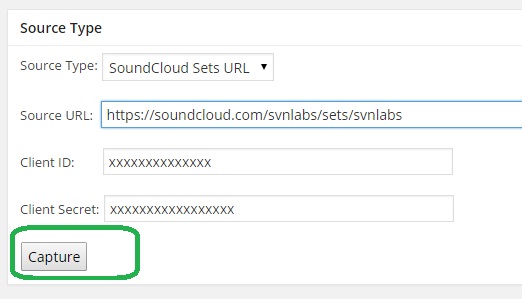 Source Type
Source Type: SoundCloud Sets URL
Source URL: https://soundcloud.com/svnlabs/sets/svnlabs
Client ID: xxxxxxxxxxxxxx
Client Secret: xxxxxxxxxxxxxxxxx
Capture